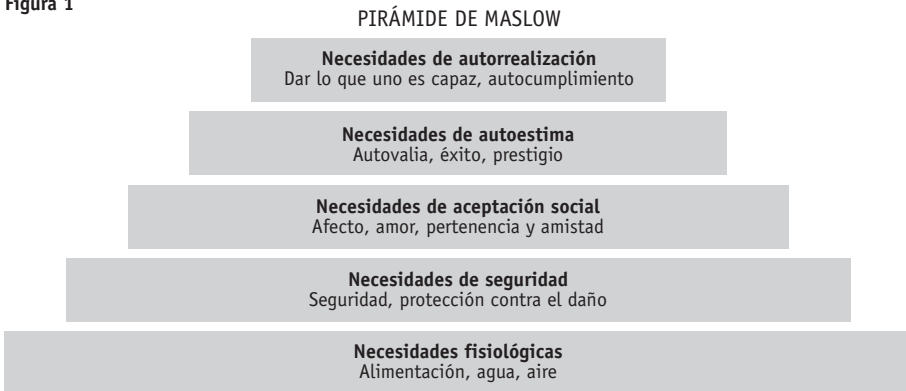 Figura 1
PIRÁMIDE DE MASLOW
Necesidades de autorrealización
Dar lo que uno es capaz, autocumplimiento
Necesidades de autoestima
Autovalia, éxito, prestigio
Necesidades de aceptación social
Afecto, amor, pertenencia y amistad
Necesidades de seguridad
Seguridad, protección contra el daño
Necesidades fisiológicas
Alimentación, agua, aire